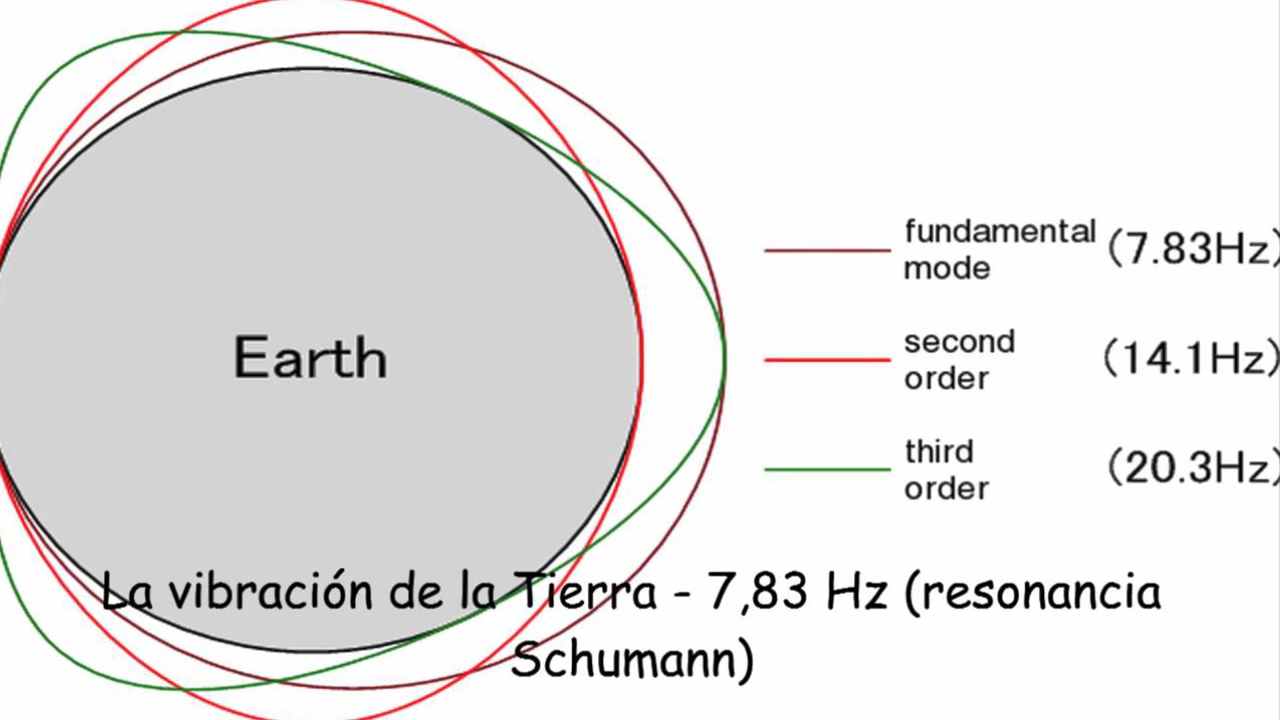 fundamental
mode (7.83Hz)
Earth
second
order (14.1Hz)
third
order (20.3Hz)
La vibración de la Tierra - 7,83 Hz (resonancia
Schumann)